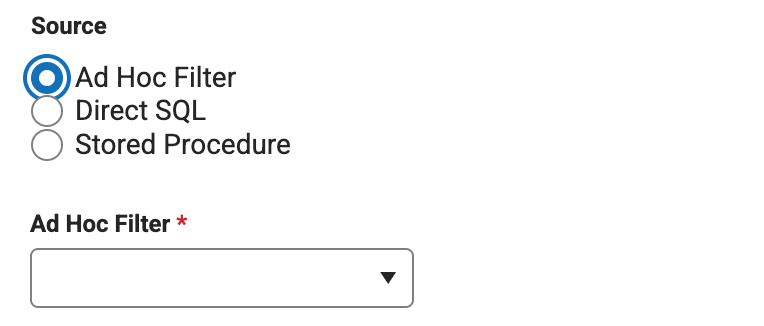 Source
Ad Hoc Filter
Direct SQL
Stored Procedure
Ad Hoc Filter *